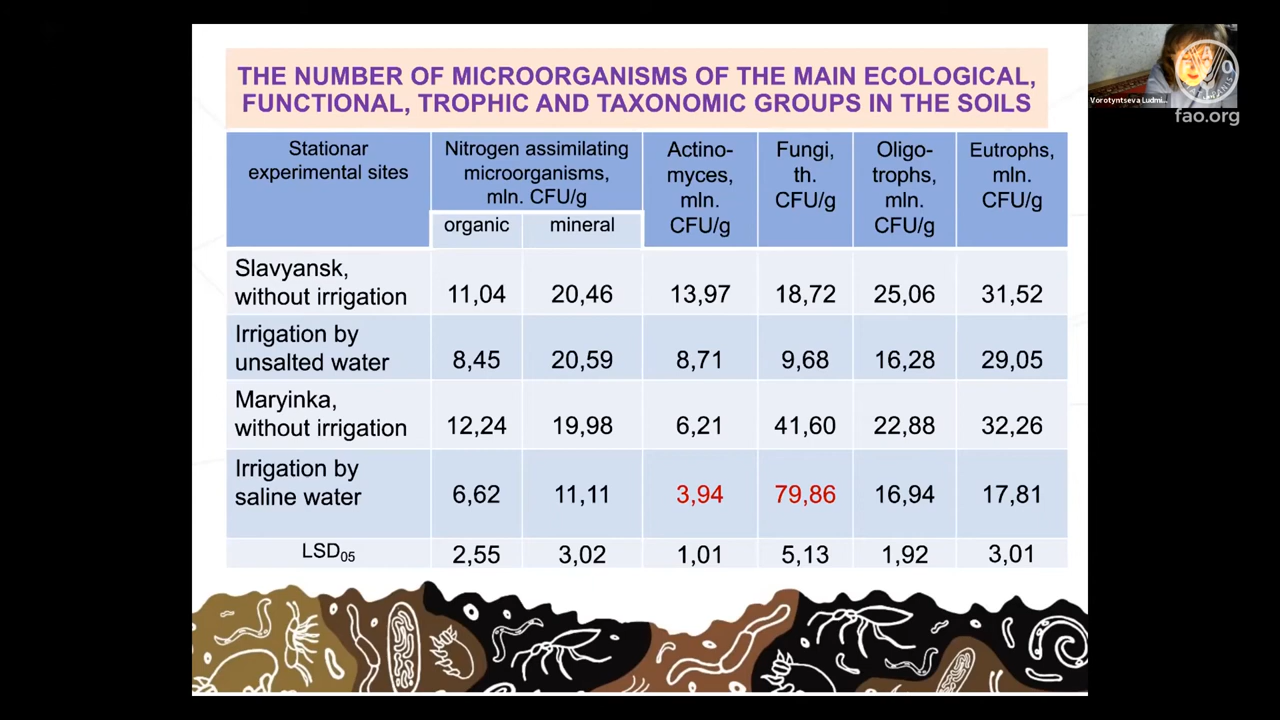 THE NUMBER OF MICROORGANISMS OF THE MAIN ECOLOGICAL,
FUNCTIONAL, TROPHIC AND TAXONOMIC GROUPS IN THE SOILS
Stationar
experimental sites
Nitrogen assimilating
microorganisms,
mln. CFU/g
organic
mineral
Actino-
myces,
mln.
CFU/g
Fungi,
th.
CFU/g
Oligo-
trophs,
mln.
CFU/g
Eutrophs,
mln.
CFU/g
Slavyansk,
without irrigation 11,04 20,46 13,97 18,72 25,06 31,52
Irrigation by
unsalted water 8,45 20,59 8,71 9,68 16,28 29,05
Maryinka,
without irrigation 12,24 19,98 6,21 41,60 22,88 32,26
Irrigation by
saline water 6,62 11,11 3,94 79,86 16,94 17,81
LSD05 2,55 3,02 1,01 5,13 1,92 3,01
Vorotyntseva Ludmi...
fao.org